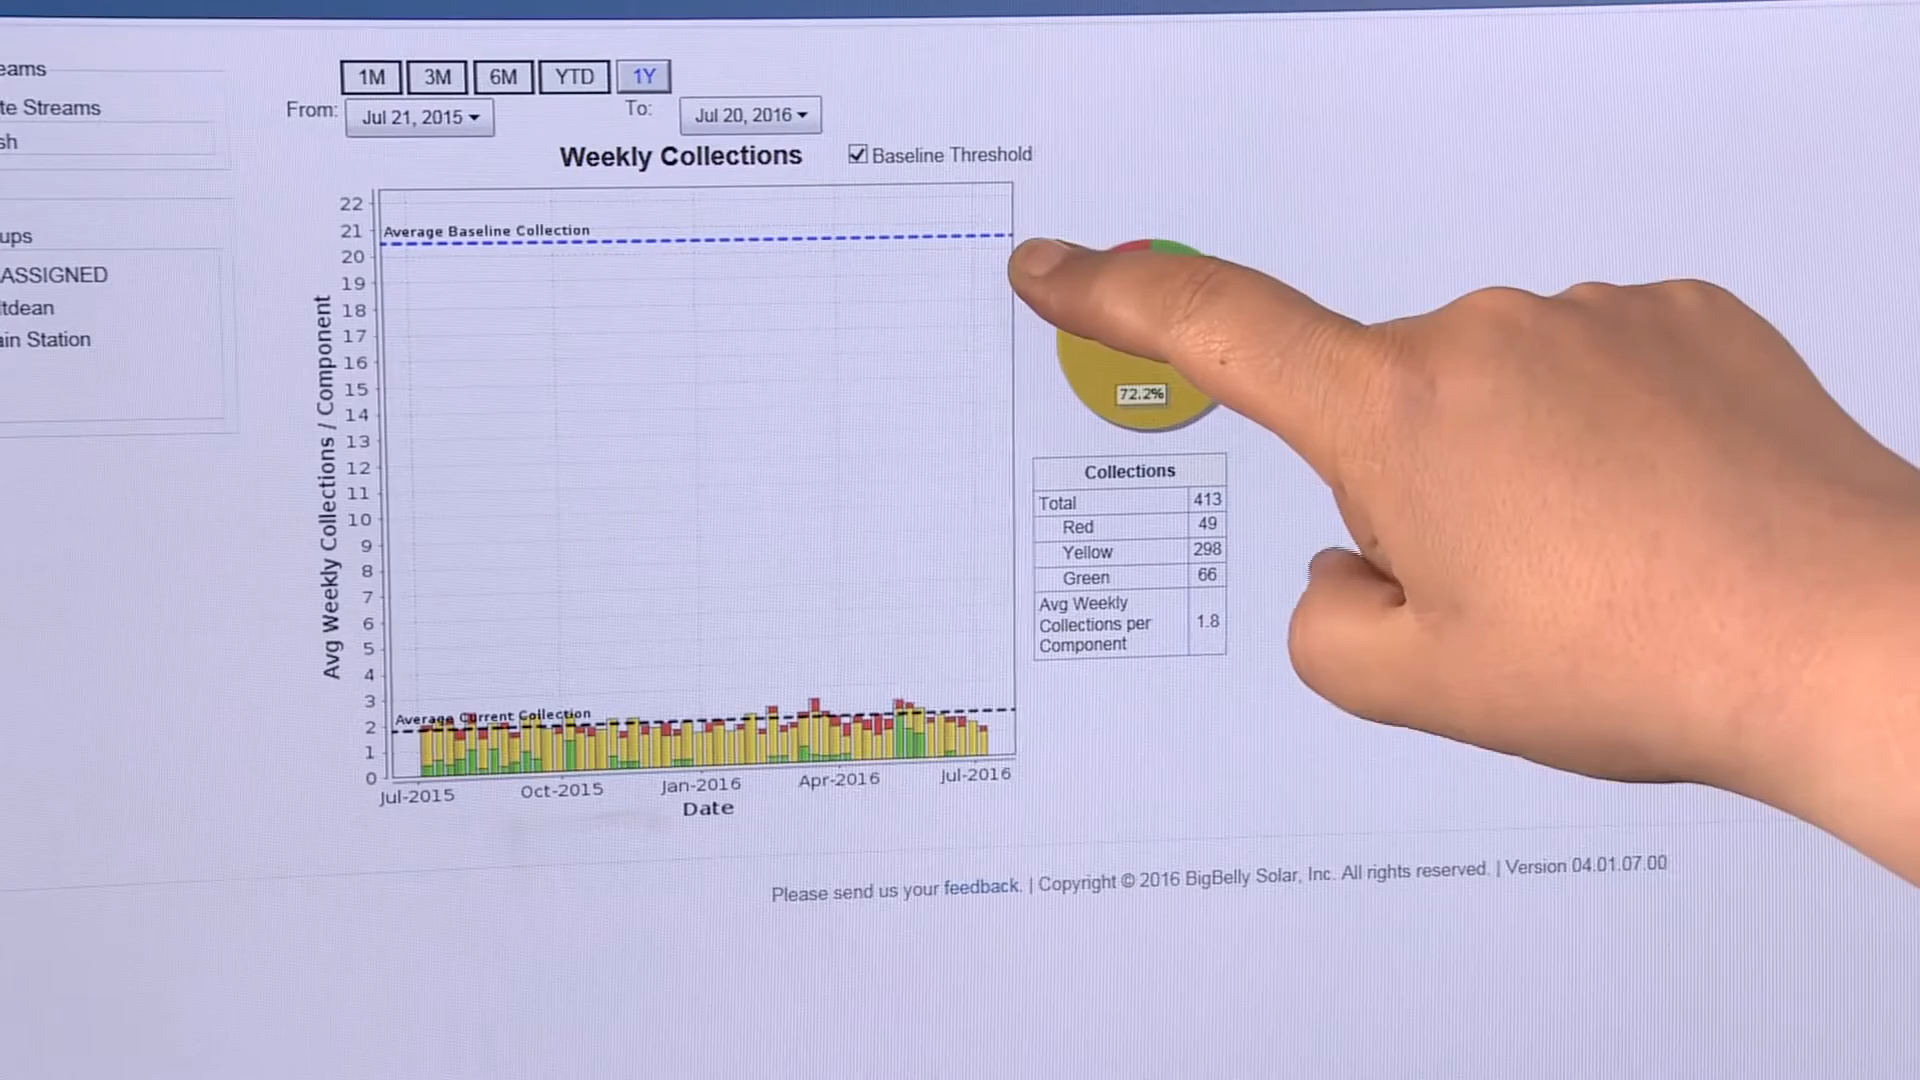 eams
te Streams
sh
ups
ASSIGNED
ltdean
ain Station
1M 3M 6M YTD 1Y
From: Jul 21, 2015 To: Jul 20, 2016
Weekly Collections
Baseline Threshold
Avg Weekly Collections / Component
22
21
20
19
18
17
16
15
14
13
12
11
10
9
8
7
6
5
4
3
2
1
0
Average Baseline Collection
Average Current Collection
Jul-2015 Oct-2015 Jan-2016 Apr-2016 Jul-2016
Date
72.2%
Collections
Total 413
Red 49
Yellow 298
Green 66
Avg Weekly
Collections per
Component
1.8
Please send us your feedback. | Copyright © 2016 BigBelly Solar, Inc. All rights reserved. | Version 04.01.07.00